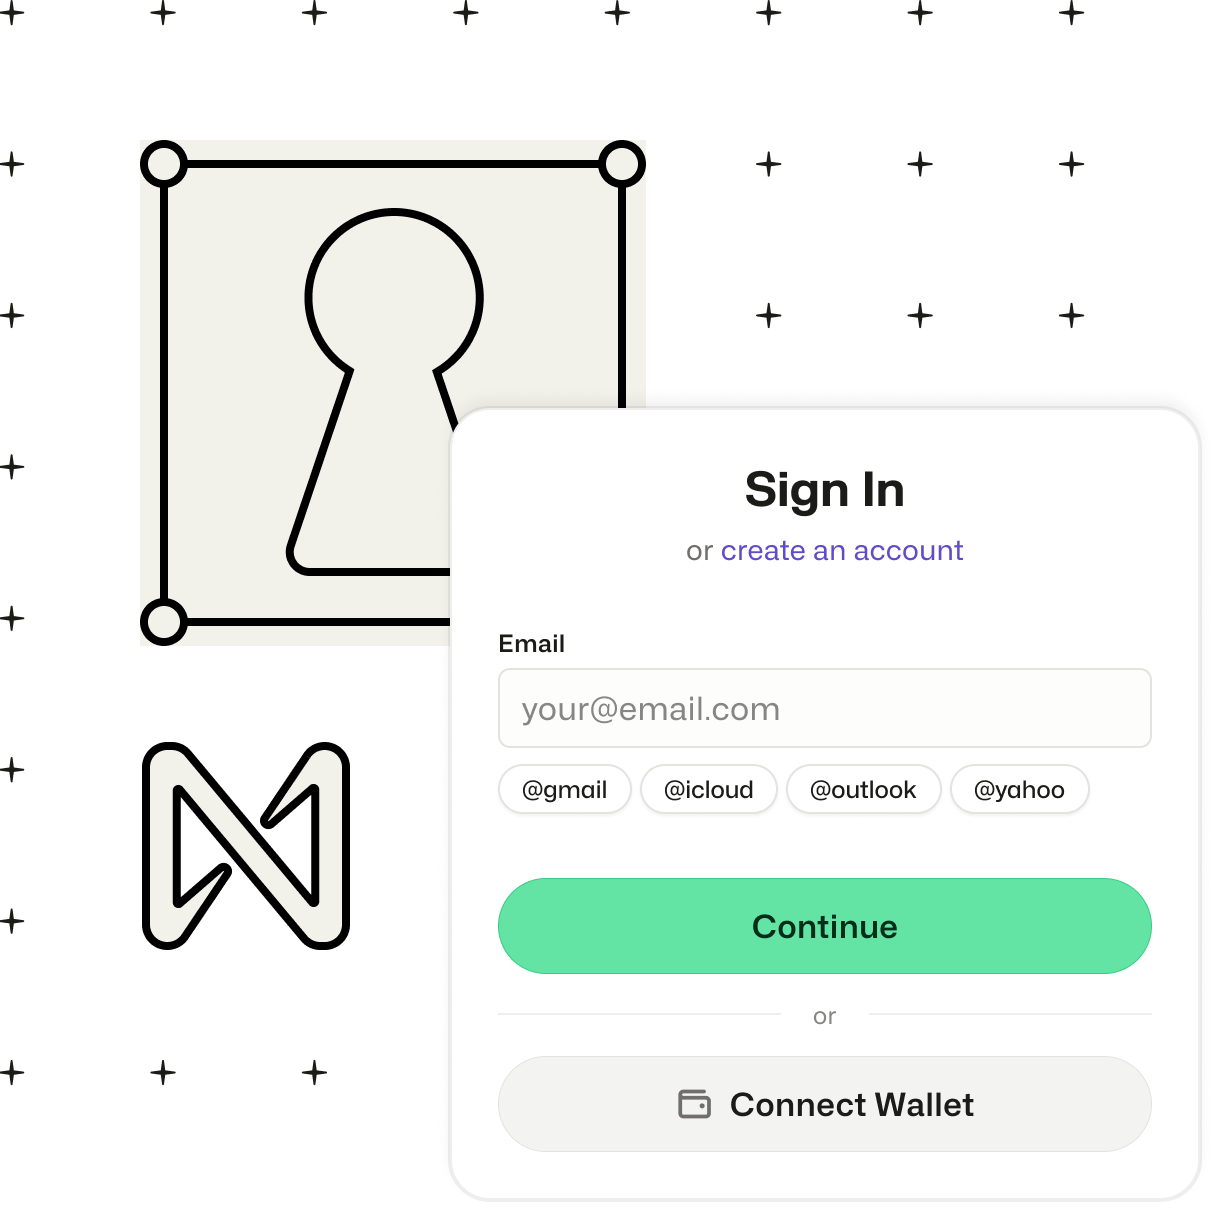 Sign In
or create an account
Email
your@email.com
@gmail @icloud @outlook @yahoo
Continue
or
Connect Wallet